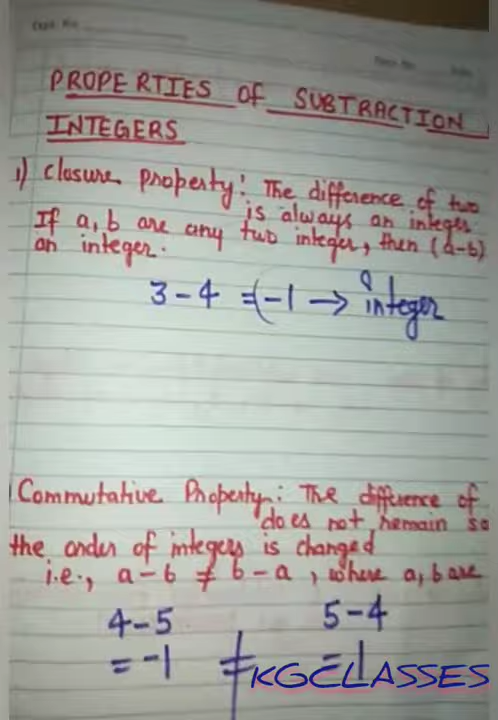 PROPERTIES OF SUBTRACTION
INTEGERS
1) Closure Property: The difference of two
is always an integer.
If a, b are any two integer, then (a-b)
an integer.
3 - 4 = (-1 → integer
Commutative Property: The difference of
does not remain sa
the order of integers is changed
i.e., a - b ≠ b - a, where a, b are
4-5 5-4
= -1 ≠ = 1
KGCLASSES